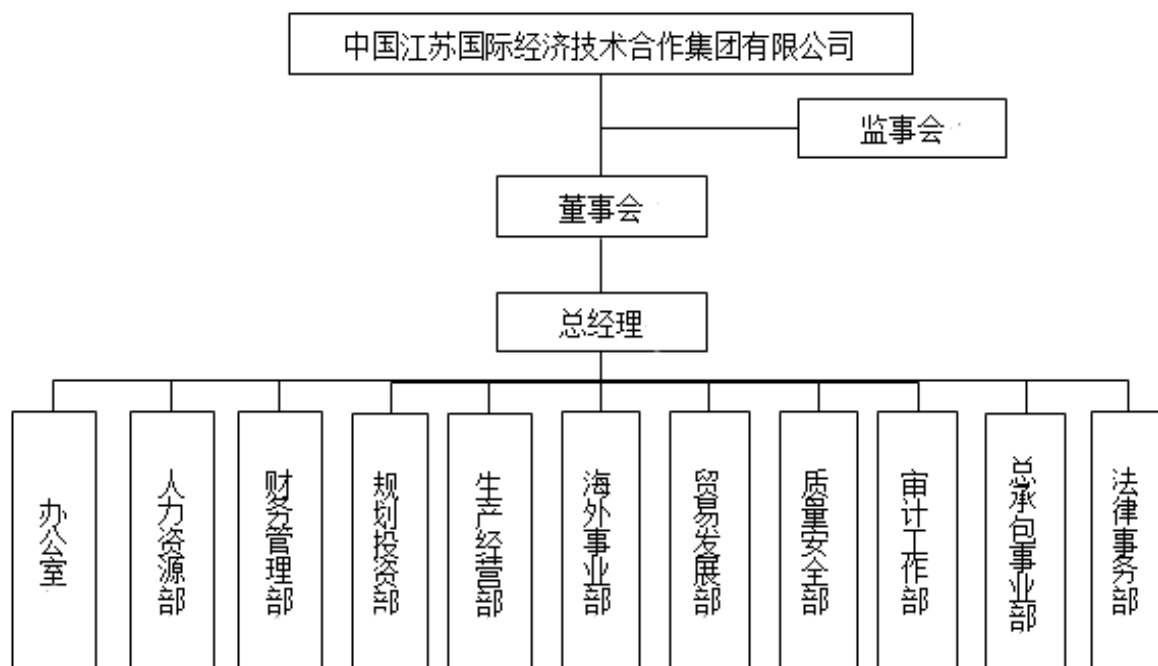 中国江苏国际经济技术合作集团有限公司
监事会
董事会
总经理
办公室
人力资源部
财务管理部
规划投资部
生产经营部
海外事业部
贸易发展部
质量安全部
审计工作部
总承包事业部
法律事务部